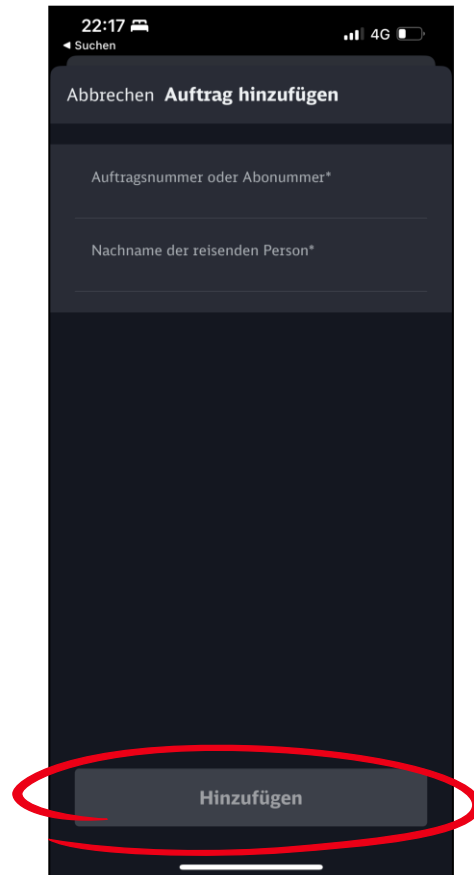 22:17
4G
◀ Suchen
Abbrechen Auftrag hinzufügen
Auftragsnummer oder Abonummer*
Nachname der reisenden Person*
Hinzufügen